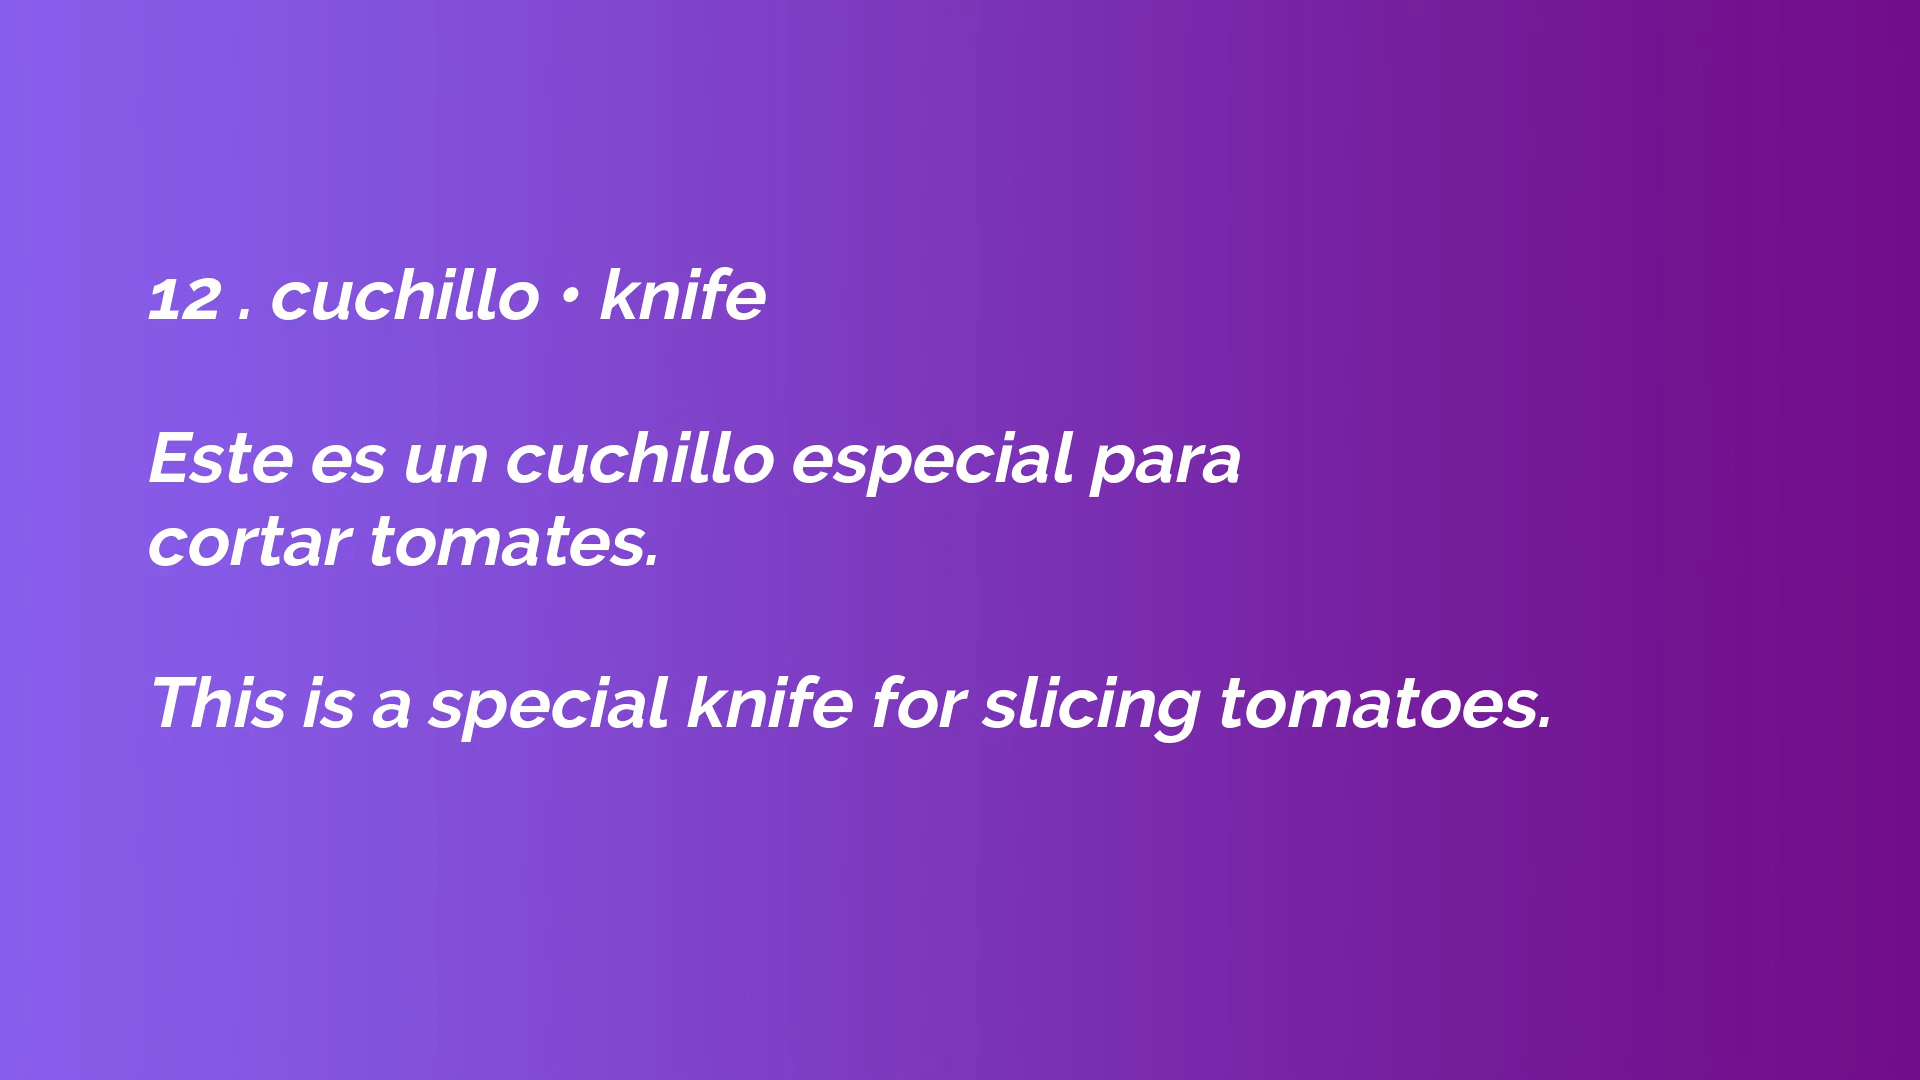 12 . cuchillo • knife
Este es un cuchillo especial para
cortar tomates.
This is a special knife for slicing tomatoes.